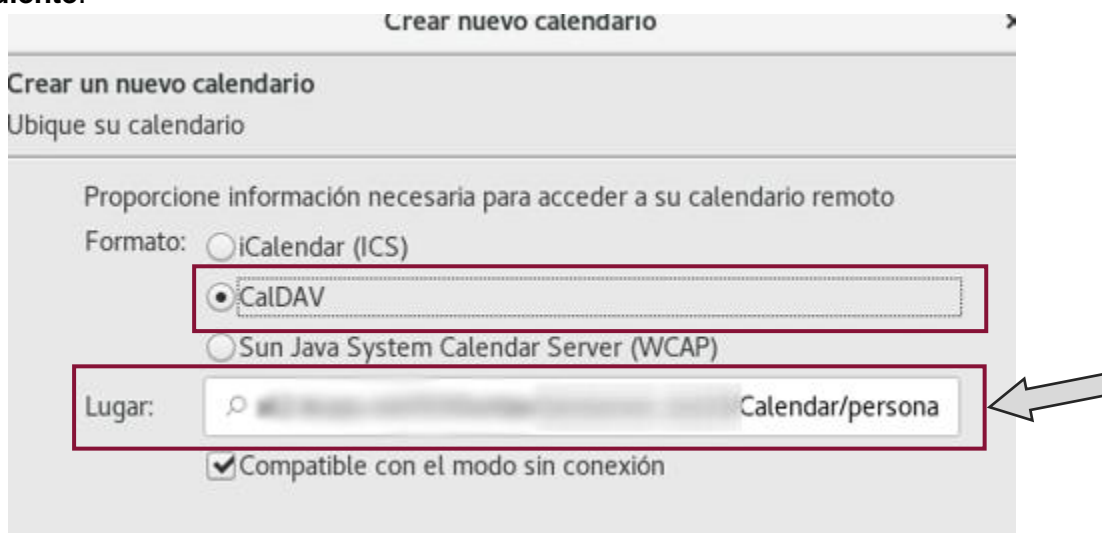 Crear nuevo calendario
Crear un nuevo calendario
Ubique su calendario
Proporcione información necesaria para acceder a su calendario remoto
Formato: iCalendar (ICS)
CalDAV
Sun Java System Calendar Server (WCAP)
Lugar: Calendar/persona
Compatible con el modo sin conexión